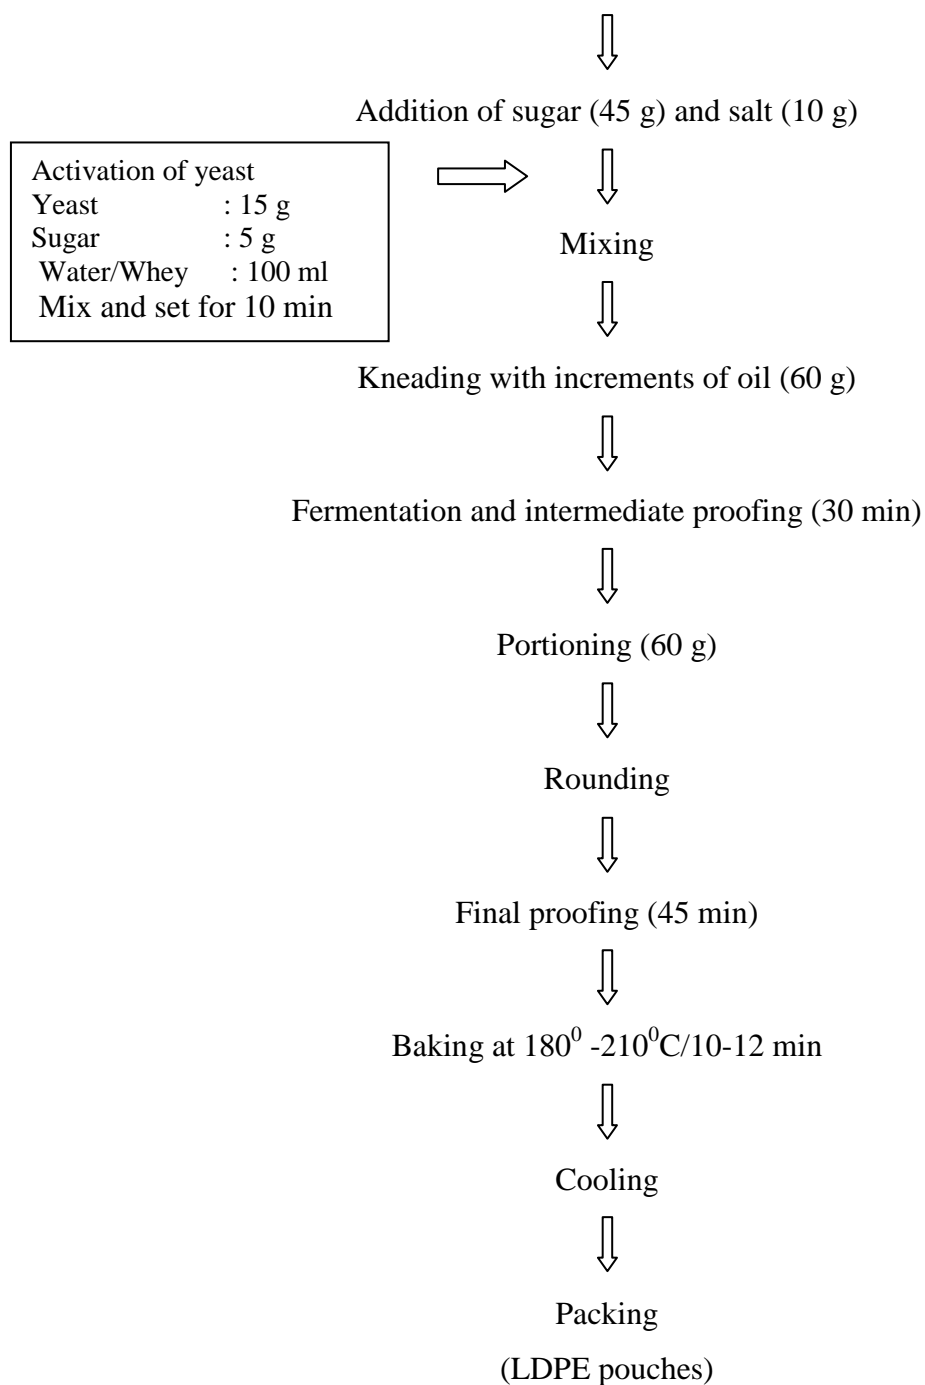 Addition of sugar (45 g) and salt (10 g)
Activation of yeast
Yeast : 15 g
Sugar : 5 g
Water/Whey : 100 ml
Mix and set for 10 min
Mixing
Kneading with increments of oil (60 g)
Fermentation and intermediate proofing (30 min)
Portioning (60 g)
Rounding
Final proofing (45 min)
Baking at 180⁰ -210⁰C/10-12 min
Cooling
Packing
(LDPE pouches)